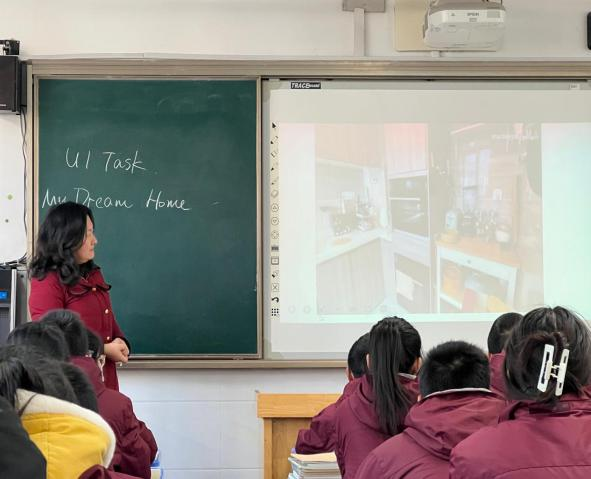 U1 Task.
My Dream Home
TRACEBOARD
EPSON